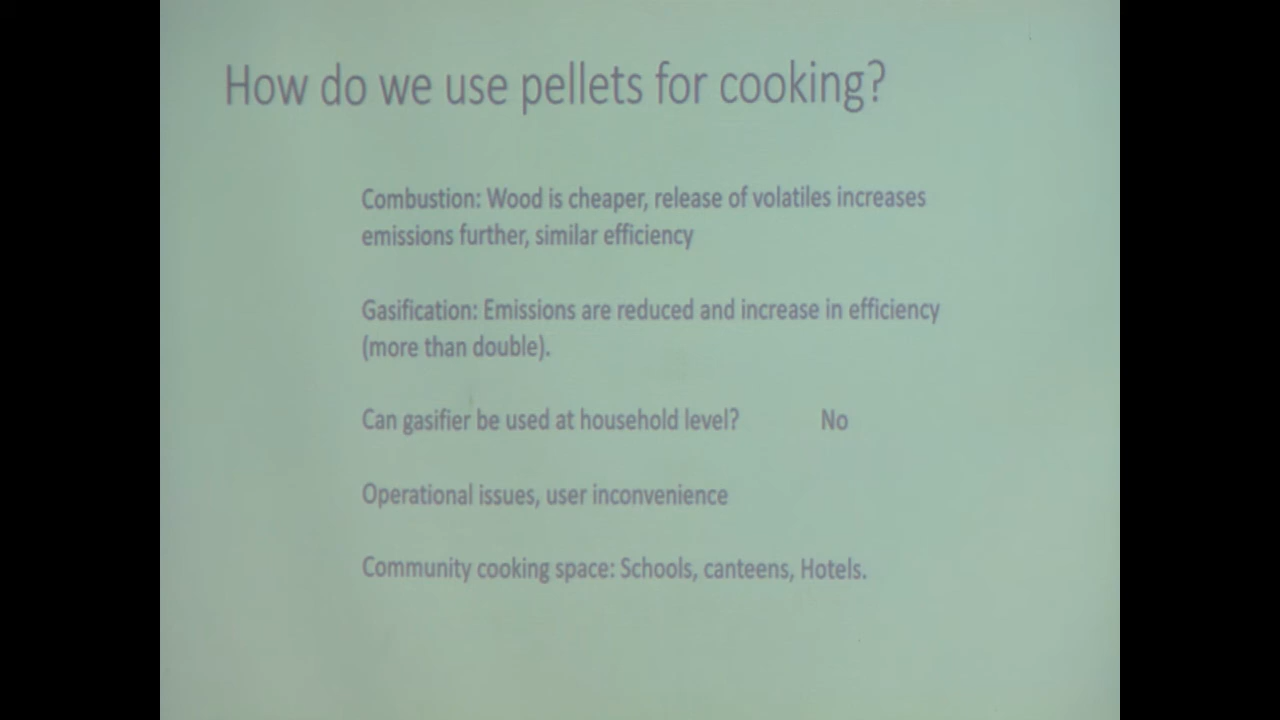 How do we use pellets for cooking?
Combustion: Wood is cheaper, release of volatiles increases
emissions further, similar efficiency
Gasification: Emissions are reduced and increase in efficiency
(more than double).
Can gasifier be used at household level? No
Operational issues, user inconvenience
Community cooking space: Schools, canteens, Hotels.